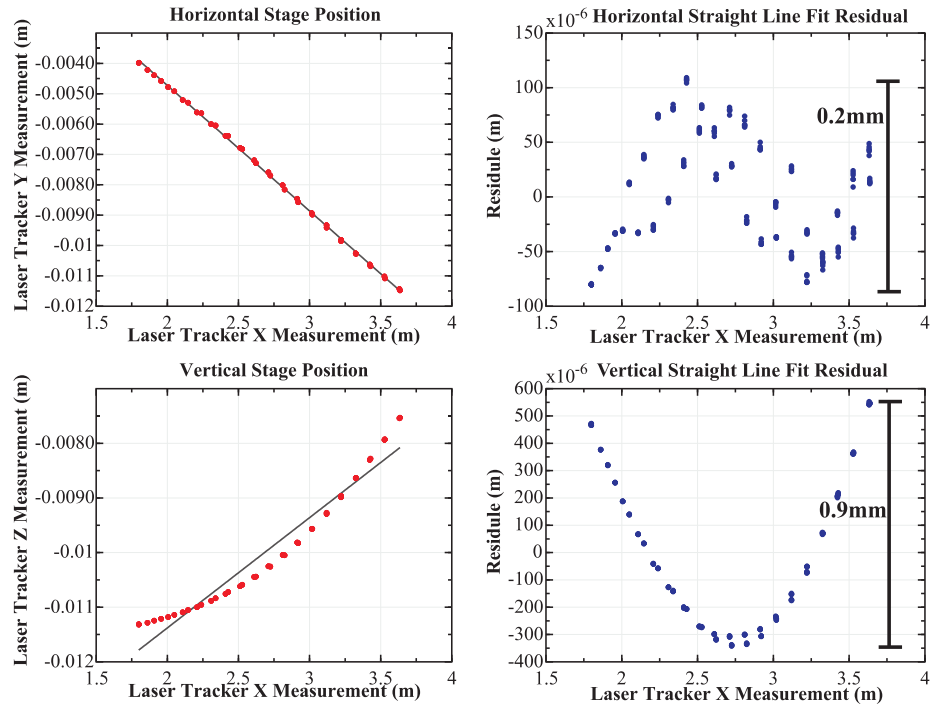 Horizontal Stage Position
Laser Tracker Y Measurement (m)
-0.0040
-0.0050
-0.0060
-0.0070
-0.0080
-0.0090
-0.01
-0.011
-0.012
1.5 2 2.5 3 3.5 4
Laser Tracker X Measurement (m)
Horizontal Straight Line Fit Residual
x10-6
Residule (m)
150
100
50
0
-50
-100
0.2mm
1.5 2 2.5 3 3.5 4
Laser Tracker X Measurement (m)
Vertical Stage Position
Laser Tracker Z Measurement (m)
-0.0080
-0.0090
-0.01
-0.011
-0.012
1.5 2 2.5 3 3.5 4
Laser Tracker X Measurement (m)
Vertical Straight Line Fit Residual
x10-6
Residule (m)
600
500
400
300
200
100
0
-100
-200
-300
-400
0.9mm
1.5 2 2.5 3 3.5 4
Laser Tracker X Measurement (m)